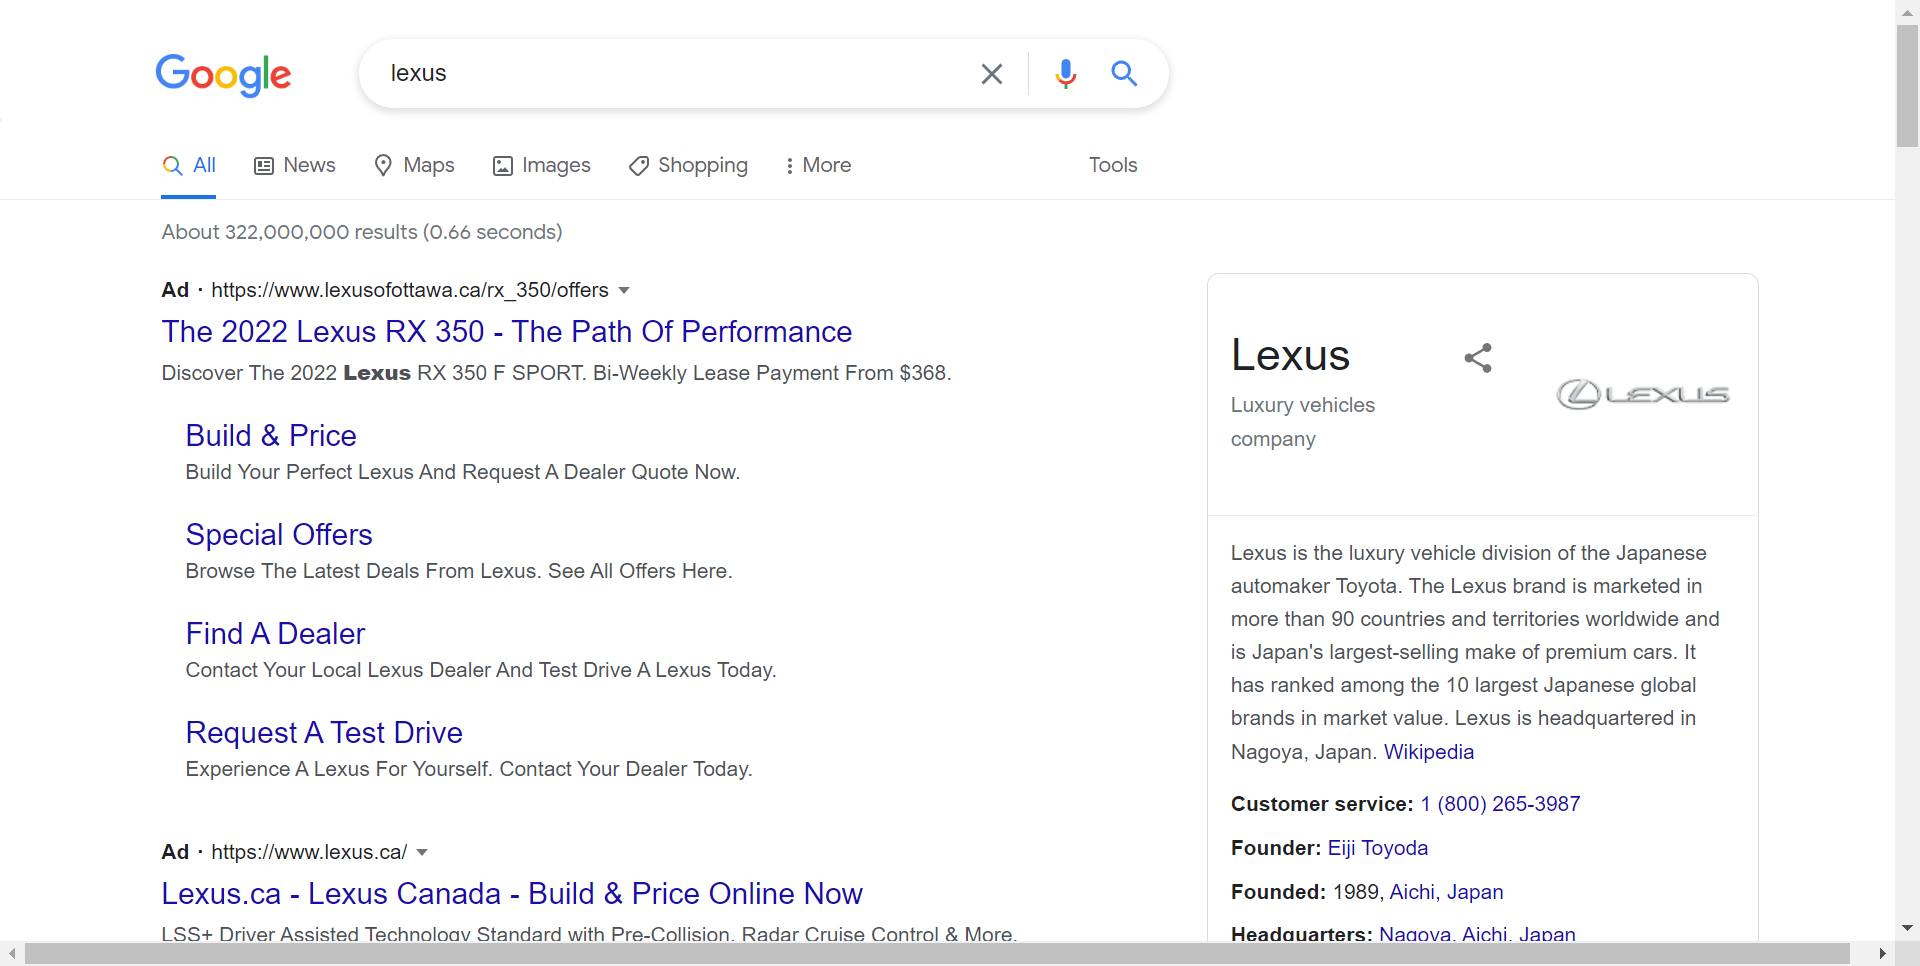 Google
lexus
All
News
Maps
Images
Shopping
More
Tools
About 322,000,000 results (0.66 seconds)
Ad · https://www.lexusofottawa.ca/rx_350/offers
The 2022 Lexus RX 350 - The Path Of Performance
Discover The 2022 Lexus RX 350 F SPORT. Bi-Weekly Lease Payment From $368.
Build & Price
Build Your Perfect Lexus And Request A Dealer Quote Now.
Special Offers
Browse The Latest Deals From Lexus. See All Offers Here.
Find A Dealer
Contact Your Local Lexus Dealer And Test Drive A Lexus Today.
Request A Test Drive
Experience A Lexus For Yourself. Contact Your Dealer Today.
Ad · https://www.lexus.ca/
Lexus.ca - Lexus Canada - Build & Price Online Now
LSS+ Driver Assisted Technology Standard with Pre-Collision, Radar Cruise Control & More.
Lexus
Luxury vehicles
company
LEXUS
Lexus is the luxury vehicle division of the Japanese
automaker Toyota. The Lexus brand is marketed in
more than 90 countries and territories worldwide and
is Japan's largest-selling make of premium cars. It
has ranked among the 10 largest Japanese global
brands in market value. Lexus is headquartered in
Nagoya, Japan. Wikipedia
Customer service: 1 (800) 265-3987
Founder: Eiji Toyoda
Founded: 1989, Aichi, Japan
Headquarters: Nagoya, Aichi, Japan